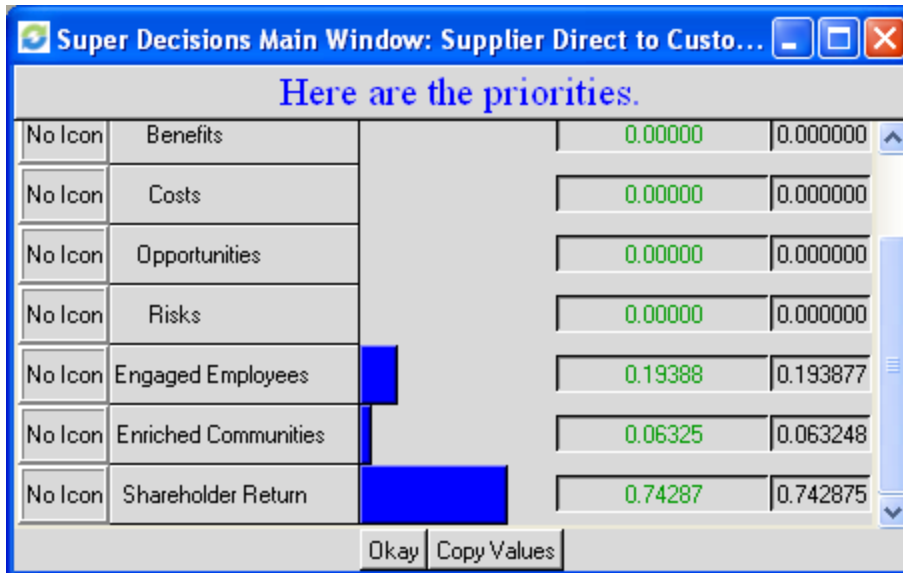 Super Decisions Main Window: Supplier Direct to Custo...
Here are the priorities.
No Icon Benefits 0.00000 0.000000
No Icon Costs 0.00000 0.000000
No Icon Opportunities 0.00000 0.000000
No Icon Risks 0.00000 0.000000
No Icon Engaged Employees 0.19388 0.193877
No Icon Enriched Communities 0.06325 0.063248
No Icon Shareholder Return 0.74287 0.742875
Okay Copy Values